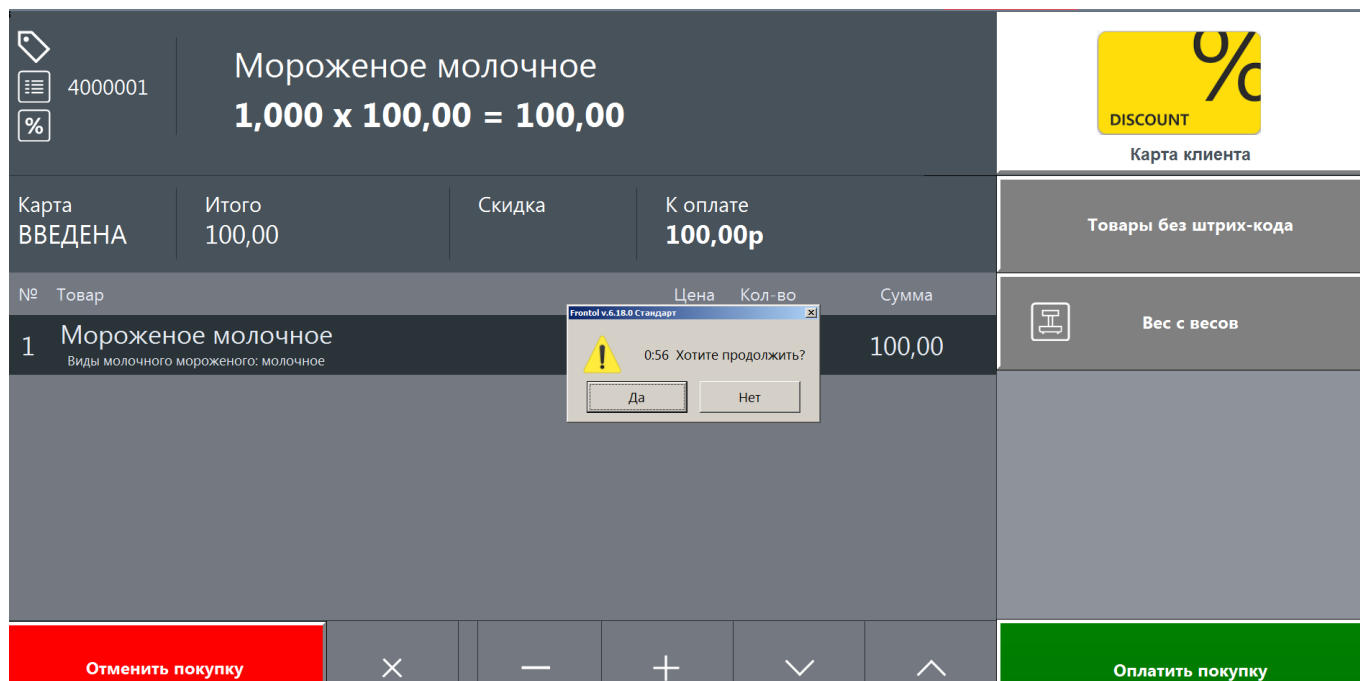 Мороженое молочное
4000001
1,000 x 100,00 = 100,00
%
%
DISCOUNT
Карта клиента
Карта Итого Скидка К оплате
ВВЕДЕНА 100,00 100,00р
Товары без штрих-кода
№ Товар Цена Кол-во Сумма
1 Мороженое молочное 100,00
Виды молочного мороженого: молочное
Frontol v.6.18.0 Стандарт
0:56 Хотите продолжить?
Да Нет
Вес с весов
Отменить покупку
Оплатить покупку